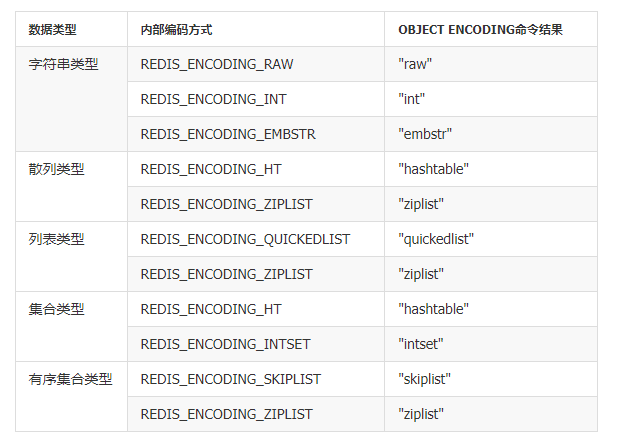 数据类型 内部编码方式 OBJECT ENCODING命令结果
字符串类型 REDIS_ENCODING_RAW "raw"
REDIS_ENCODING_INT "int"
REDIS_ENCODING_EMBSTR "embstr"
散列类型 REDIS_ENCODING_HT "hashtable"
REDIS_ENCODING_ZIPLIST "ziplist"
列表类型 REDIS_ENCODING_QUICKEDLIST "quickedlist"
REDIS_ENCODING_ZIPLIST "ziplist"
集合类型 REDIS_ENCODING_HT "hashtable"
REDIS_ENCODING_INTSET "intset"
有序集合类型 REDIS_ENCODING_SKIPLIST "skiplist"
REDIS_ENCODING_ZIPLIST "ziplist"